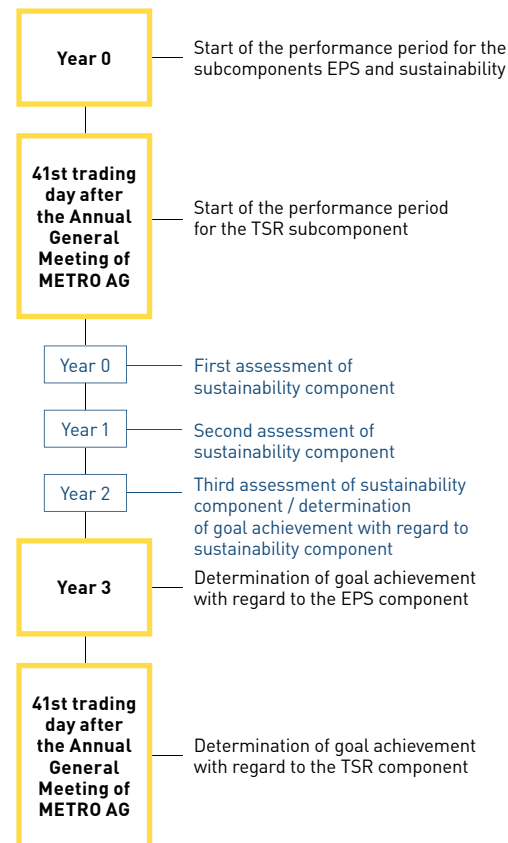 Year 0
Start of the performance period for the
subcomponents EPS and sustainability
41st trading
day after
the Annual
General
Meeting of
METRO AG
Start of the performance period
for the TSR subcomponent
Year 0
First assessment of
sustainability component
Year 1
Second assessment of
sustainability component
Year 2
Third assessment of sustainability
component / determination
of goal achievement with regard to
sustainability component
Year 3
Determination of goal achievement
with regard to the EPS component
41st trading
day after
the Annual
General
Meeting of
METRO AG
Determination of goal achievement
with regard to the TSR component